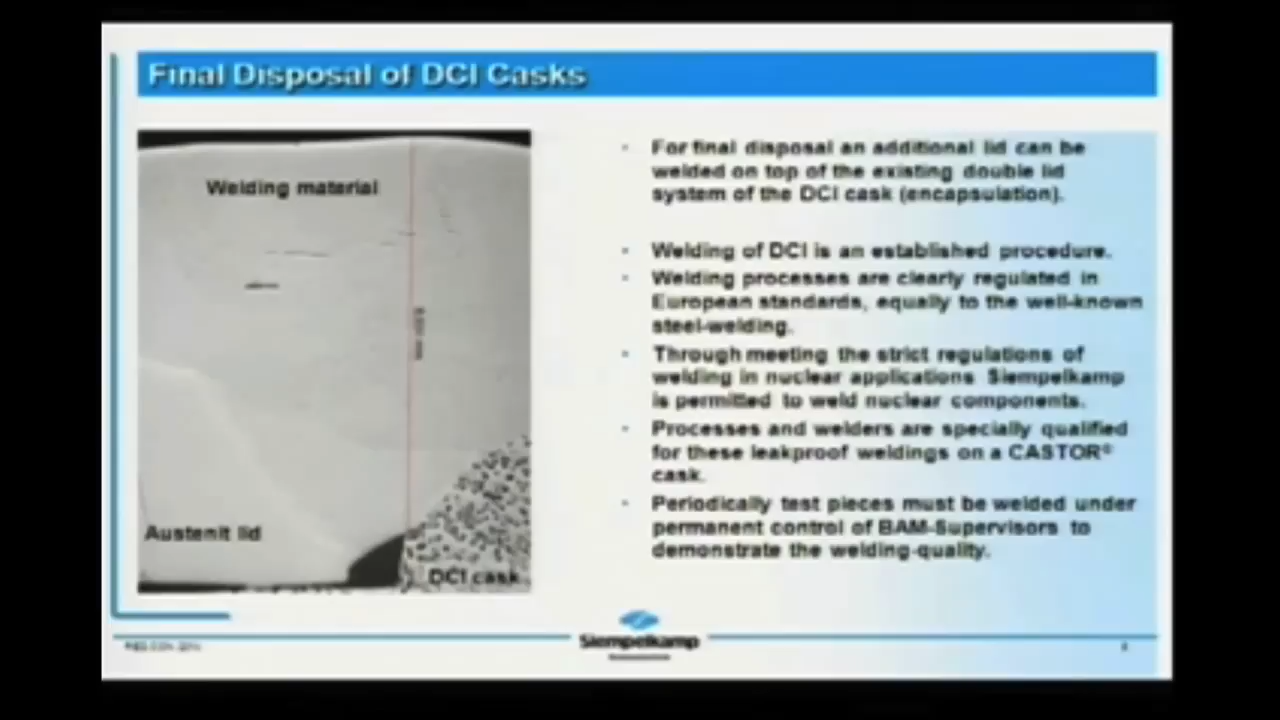 Final Disposal of DCI Casks
Welding material
Austenit lid
DCI cask
For final disposal an additional lid can be
welded on top of the existing double lid
system of the DCI cask (encapsulation).
Welding of DCI is an established procedure.
Welding processes are clearly regulated in
European standards, equally to the well-known
steel-welding.
Through meeting the strict regulations of
welding in nuclear applications Siempelkamp
is permitted to weld nuclear components.
Processes and welders are specially qualified
for these leakproof weldings on a CASTOR®
cask.
Periodically test pieces must be welded under
permanent control of BAM-Supervisors to
demonstrate the welding-quality.
Siempelkamp